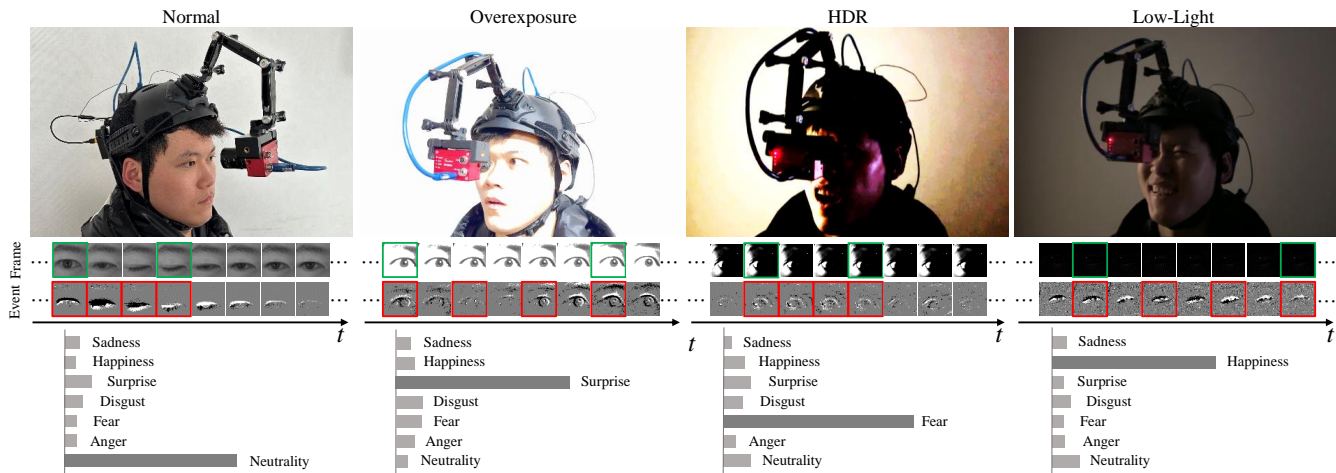 Normal
Overexposure
HDR
Low-Light
Frame
Event
t
t
t
t
Sadness
Happiness
Surprise
Disgust
Fear
Anger
Neutrality
Sadness
Happiness
Surprise
Disgust
Fear
Anger
Neutrality
Sadness
Happiness
Surprise
Disgust
Fear
Anger
Neutrality
Sadness
Happiness
Surprise
Disgust
Fear
Anger
Neutrality